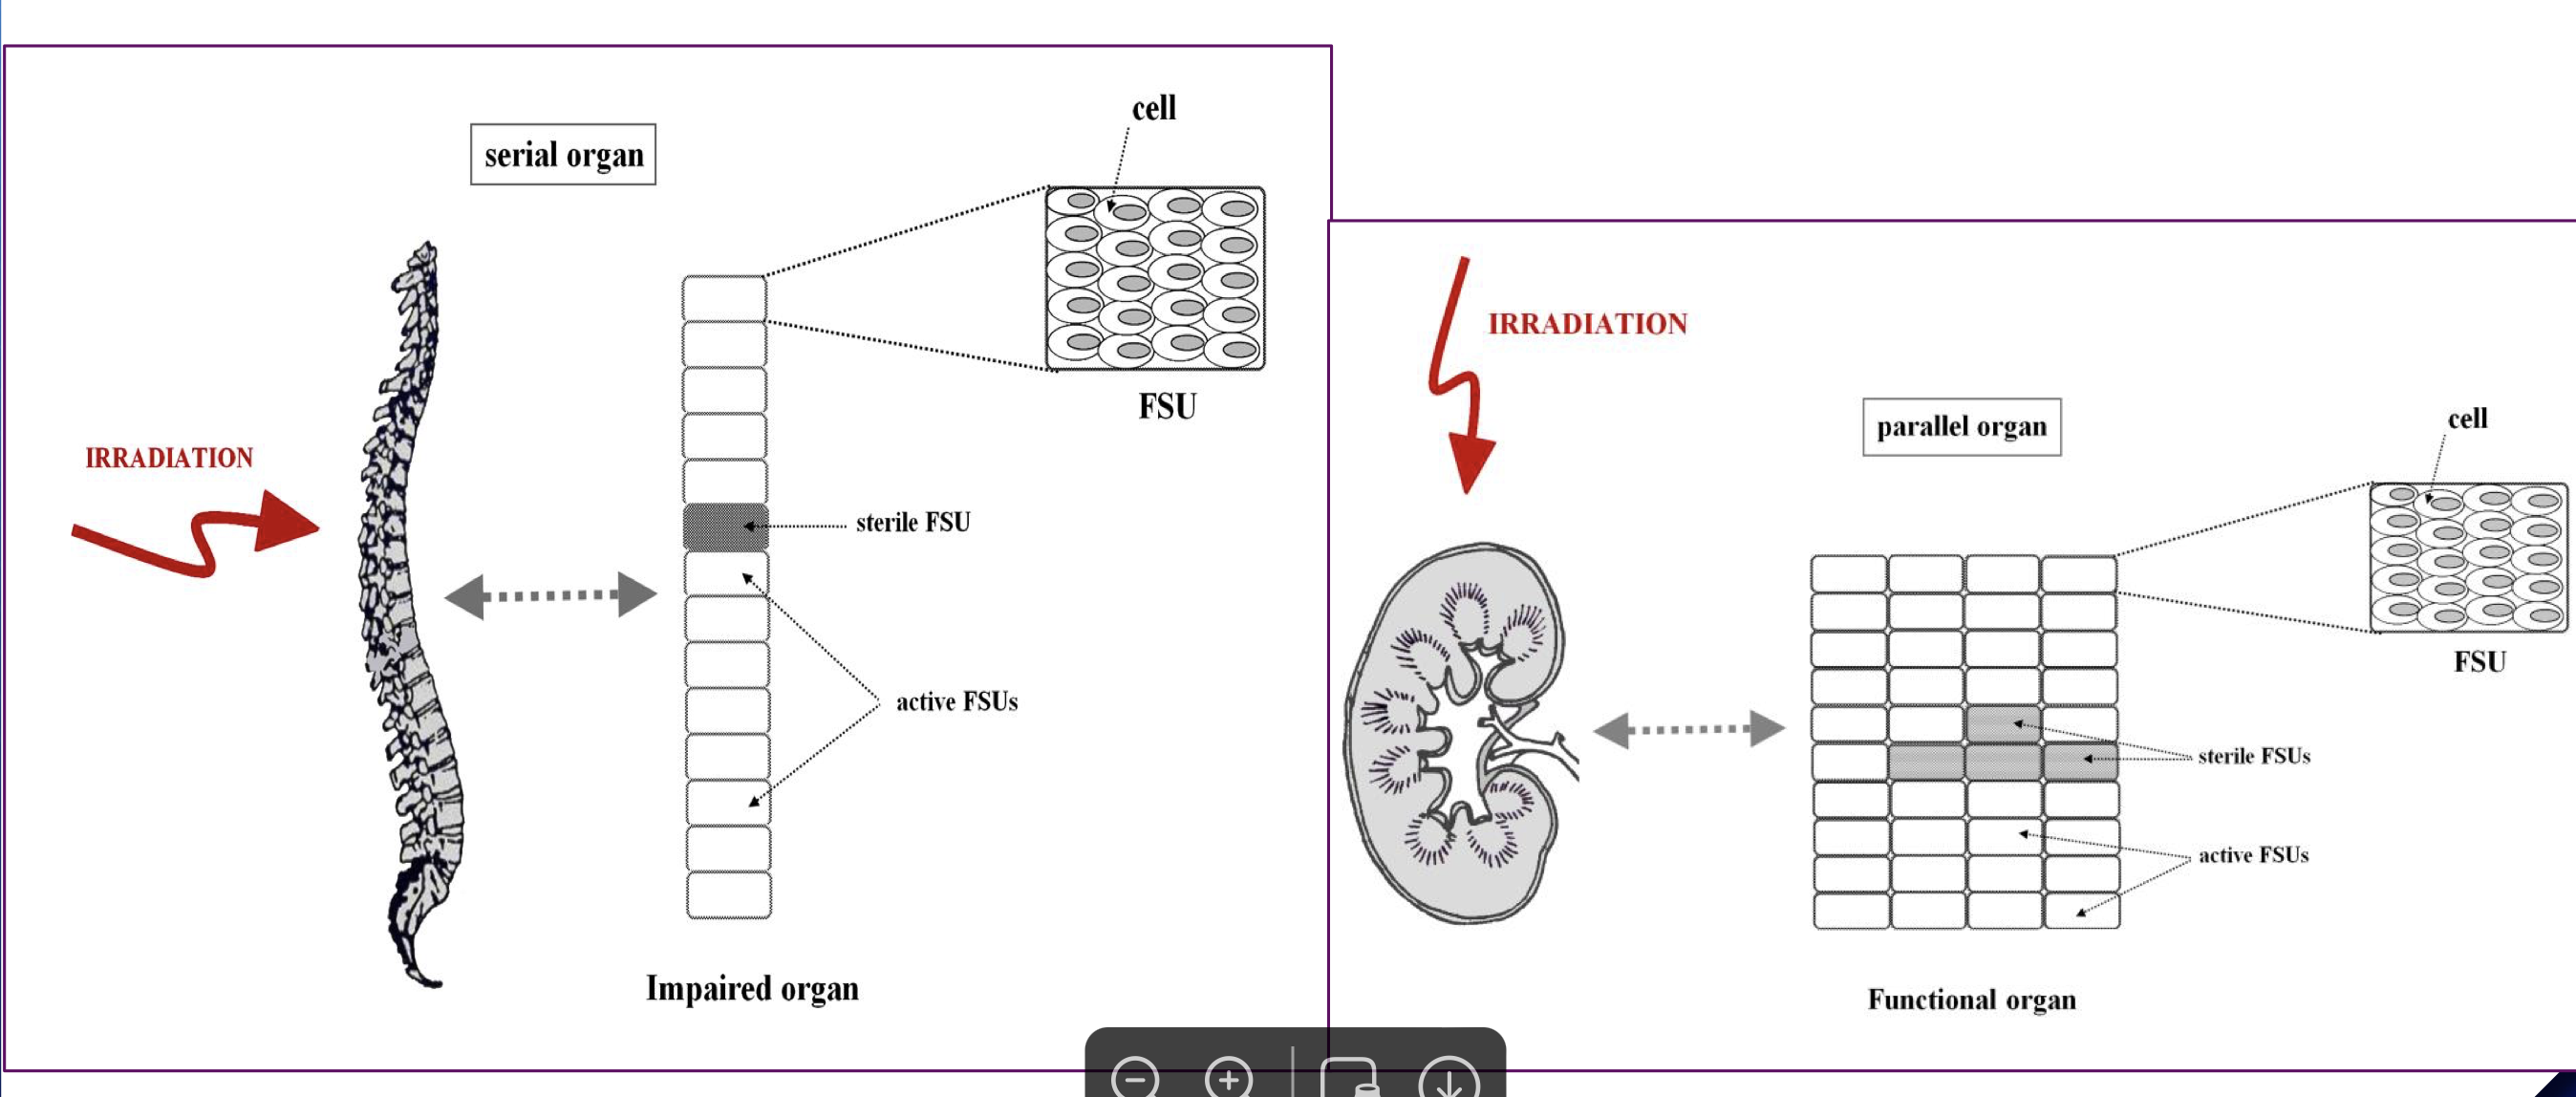 serial organ
cell
FSU
IRRADIATION
sterile FSU
active FSUs
Impaired organ
IRRADIATION
parallel organ
cell
FSU
sterile FSUs
active FSUs
Functional organ